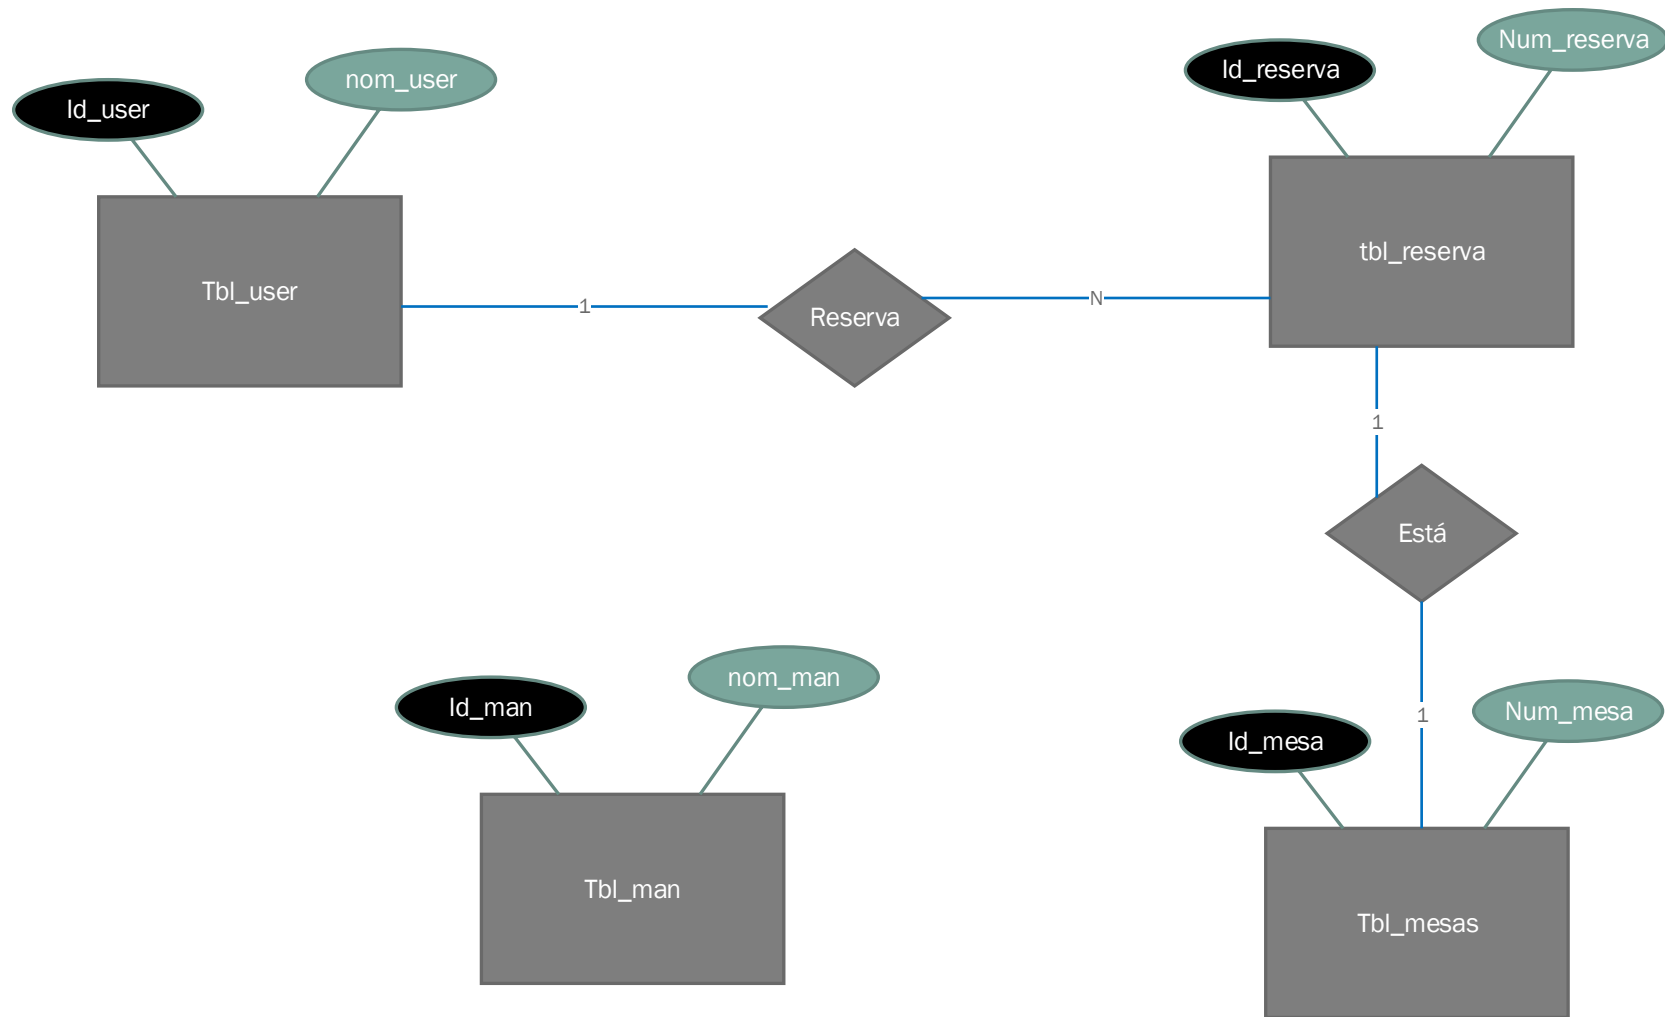 Num_reserva
Id_reserva
nom_user
Id_user
tbl_reserva
Tbl_user
1
N
Reserva
1
Está
nom_man
Id_man
1
Num_mesa
Id_mesa
Tbl_man
Tbl_mesas